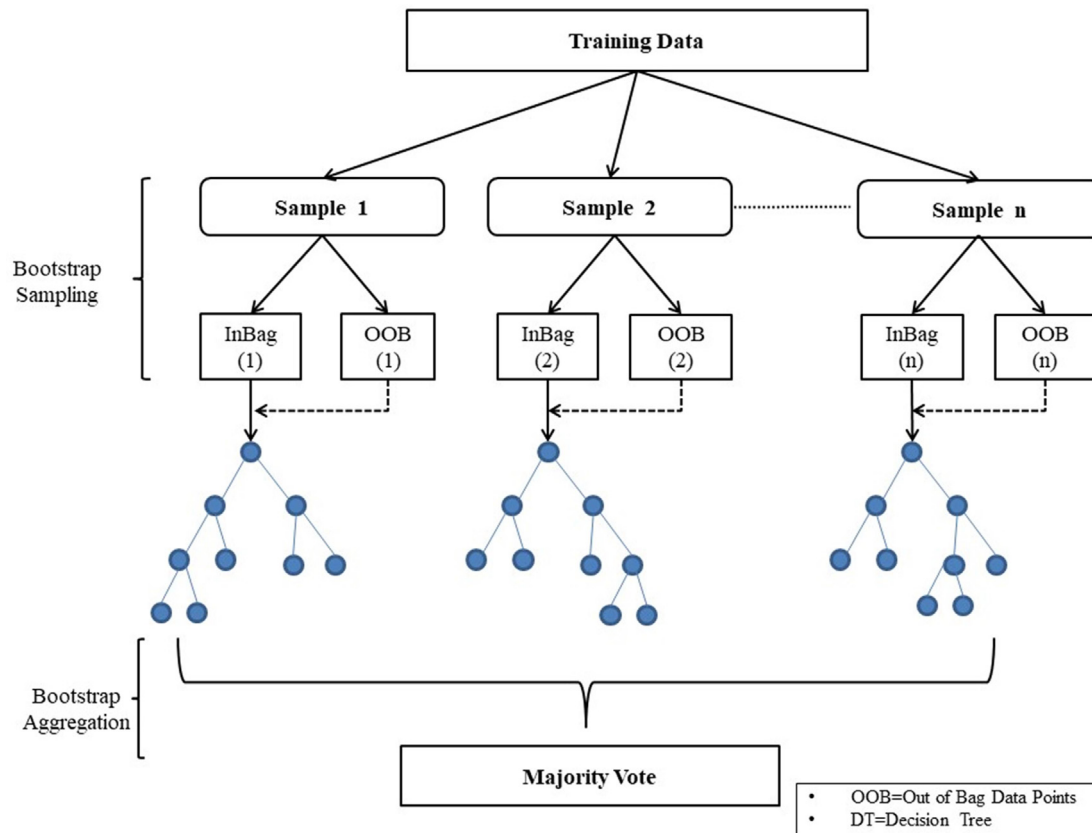 Training Data
Sample 1
Sample 2
Sample n
Bootstrap
Sampling
InBag
(1)
OOB
(1)
InBag
(2)
OOB
(2)
InBag
(n)
OOB
(n)
Bootstrap
Aggregation
Majority Vote
• OOB=Out of Bag Data Points
• DT=Decision Tree